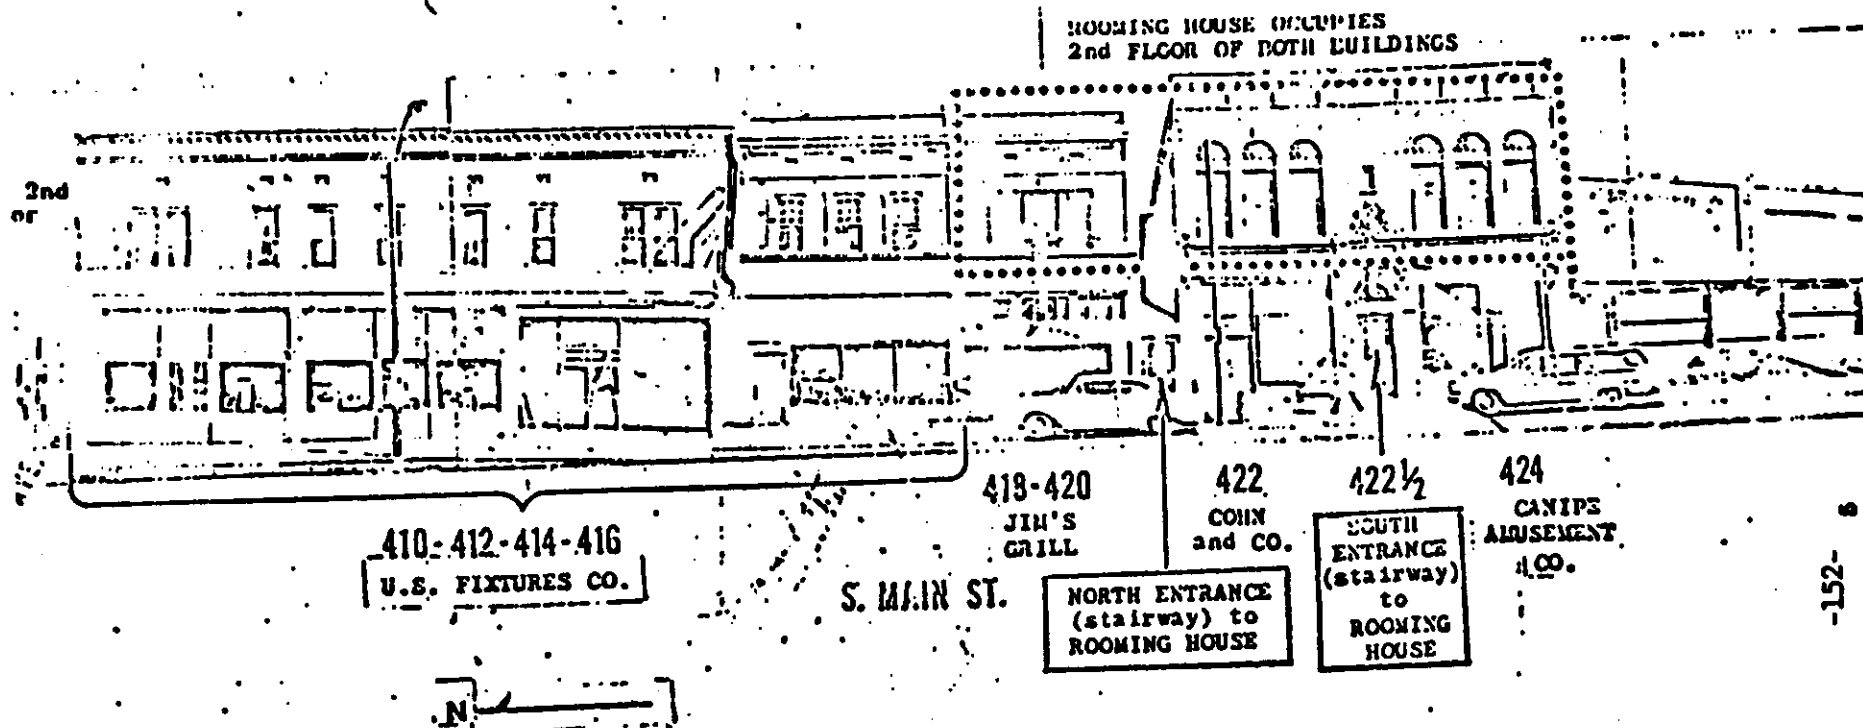 ROOMING HOUSE OCCUPIES
2nd FLOOR OF BOTH BUILDINGS
2nd
or
410-412-414-416
U.S. FIXTURES CO.
S. MAIN ST.
418-420
JIM'S
GRILL
NORTH ENTRANCE
(stairway) to
ROOMING HOUSE
422
COHN
and CO.
422½
SOUTH
ENTRANCE
(stairway)
to
ROOMING
HOUSE
424
CANIPE
AMUSEMENT
CO.
-152-
N